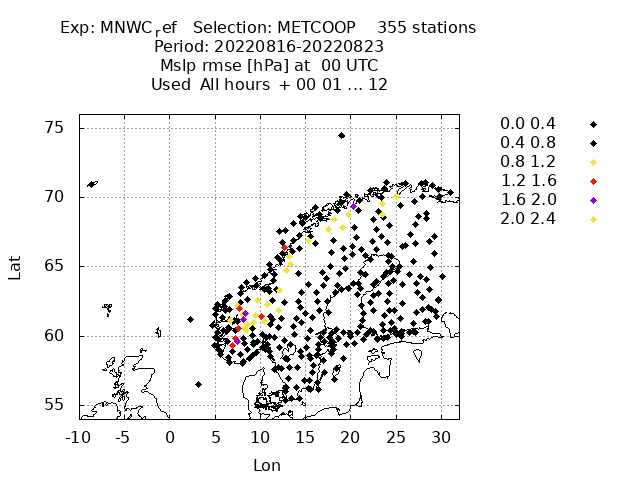 Exp: MNWCref   Selection: METCOOP    355 stations
Period: 20220816-20220823
Mslp rmse [hPa] at  00 UTC
Used  All hours  + 00 01 ... 12
0.0 0.4
0.4 0.8
0.8 1.2
1.2 1.6
1.6 2.0
2.0 2.4
Lat
75
70
65
60
55
-10 -5 0 5 10 15 20 25 30
Lon